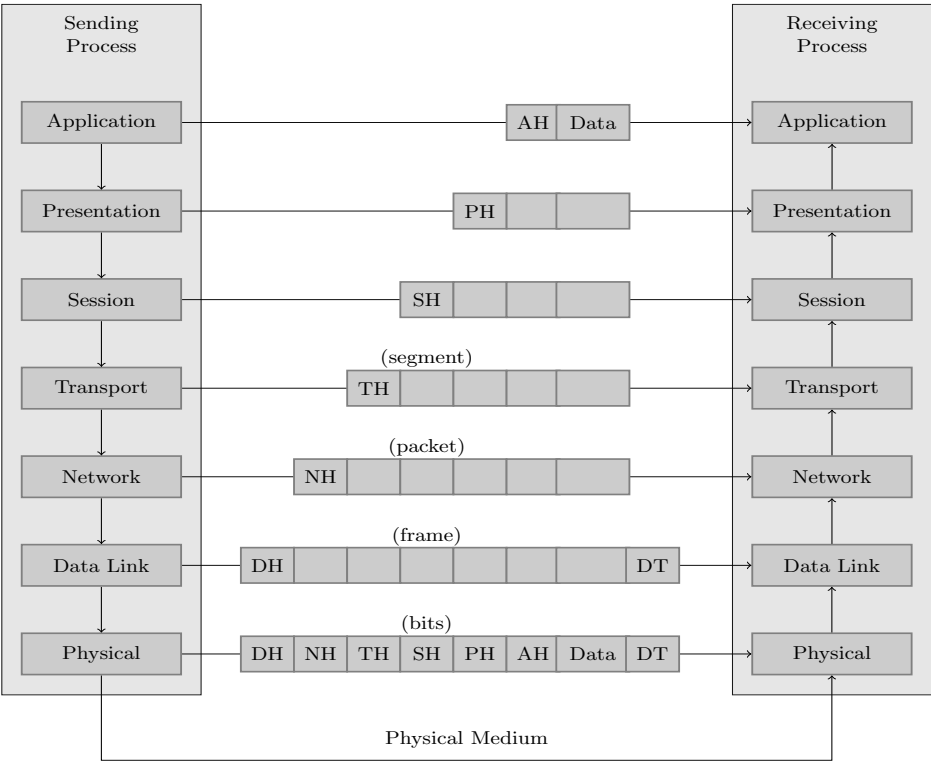 Sending
Process
Receiving
Process
Application AH Data Application
Presentation PH Presentation
Session SH Session
(segment)
Transport TH Transport
(packet)
Network NH Network
(frame)
Data Link DH DT Data Link
(bits)
Physical DH NH TH SH PH AH Data DT Physical
Physical Medium